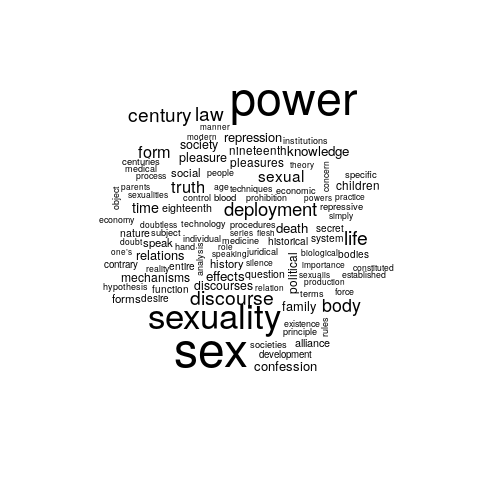 power
century law
manner
modern repression institutions
society nineteenth knowledge
form pleasure pleasures
centuries theory
medical social people sexual concern specific
process
parents truth age techniques economic children
sexualities control blood prohibition powers practice
object
time eighteenth deployment repressive
simply
economy doubtless technology procedures death secret
nature subject series flesh
doubt speak individual medicine historical system life
hand role
one's relations analysis speaking juridical biological bodies
contrary reality entire history silence political importance constituted
mechanisms effects question sexualis established
hypothesis function discourses relation production
forms desire discourse terms force
family body
sexuality existence rules
principle
sex societies alliance
development
confession